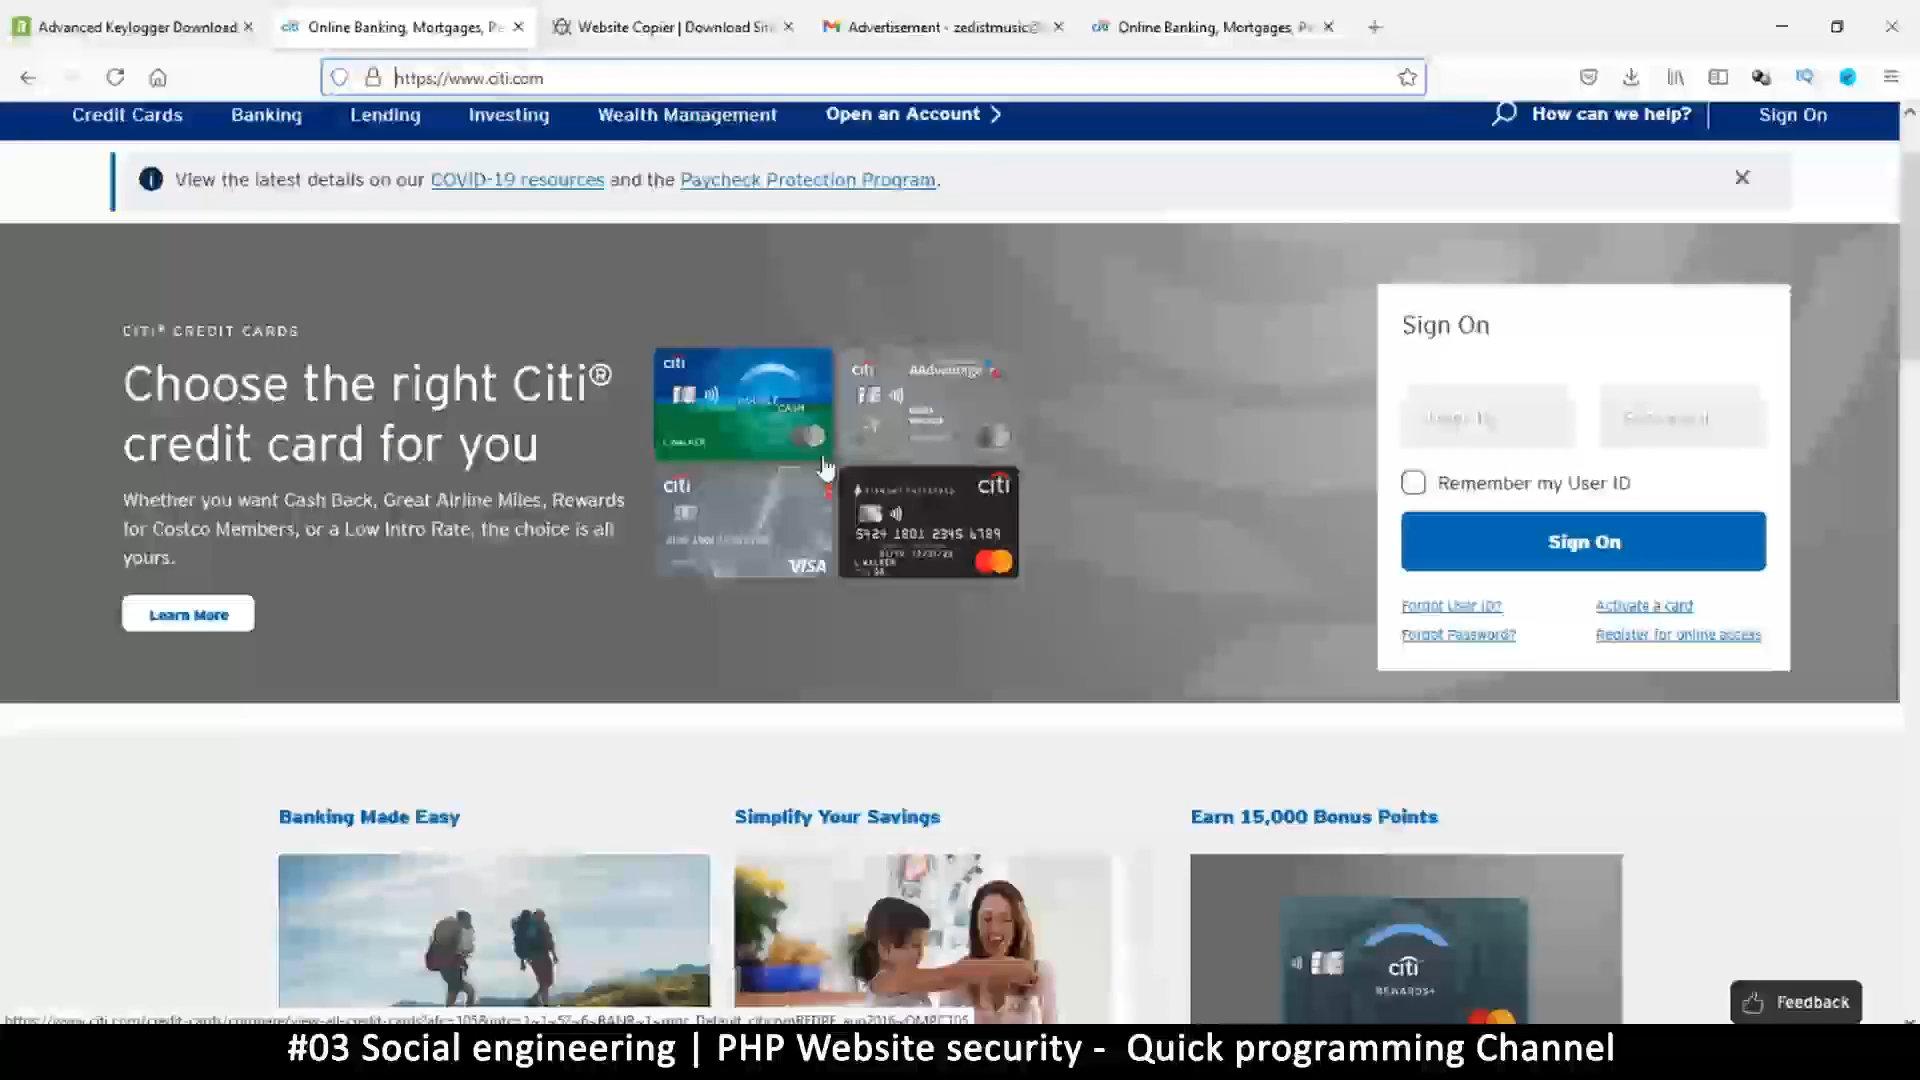 Advanced Keylogger Download
Online Banking, Mortgages, Pe
Website Copier | Download Site
Advertisement - zedistmusic@
Online Banking, Mortgages, Pe
https://www.citi.com
Credit Cards
Banking
Lending
Investing
Wealth Management
Open an Account
How can we help?
Sign On
View the latest details on our COVID-19 resources and the Paycheck Protection Program.
CITI® CREDIT CARDS
Choose the right Citi®
credit card for you
Whether you want Cash Back, Great Airline Miles, Rewards
for Costco Members, or a Low Intro Rate, the choice is all
yours.
Learn More
citi
CASH
L WALKER
citi
AAdvantage
citi
VISA
citi
5424 1801 2345 6789
L WALKER
Sign On
Remember my User ID
Sign On
Forgot User ID?
Activate a card
Forgot Password?
Register for online access
Banking Made Easy
Simplify Your Savings
Earn 15,000 Bonus Points
citi
REWARDS+
Feedback
#03 Social engineering | PHP Website security - Quick programming Channel